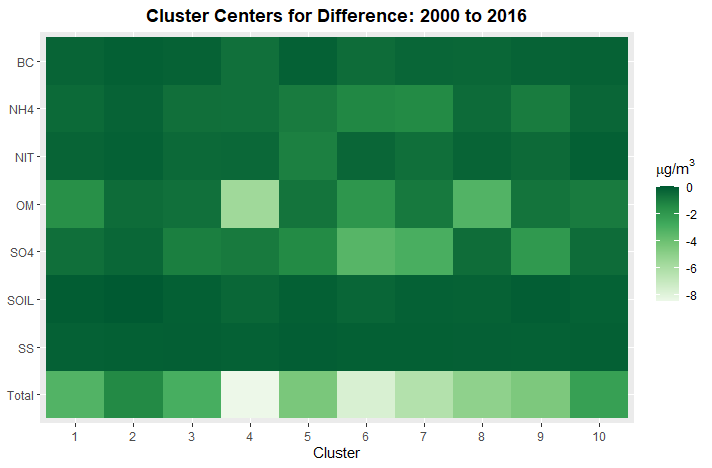 Cluster Centers for Difference: 2000 to 2016
BC
NH4
NIT
OM
SO4
SOIL
SS
Total
1 2 3 4 5 6 7 8 9 10
Cluster
μg/m³
0
-2
-4
-6
-8